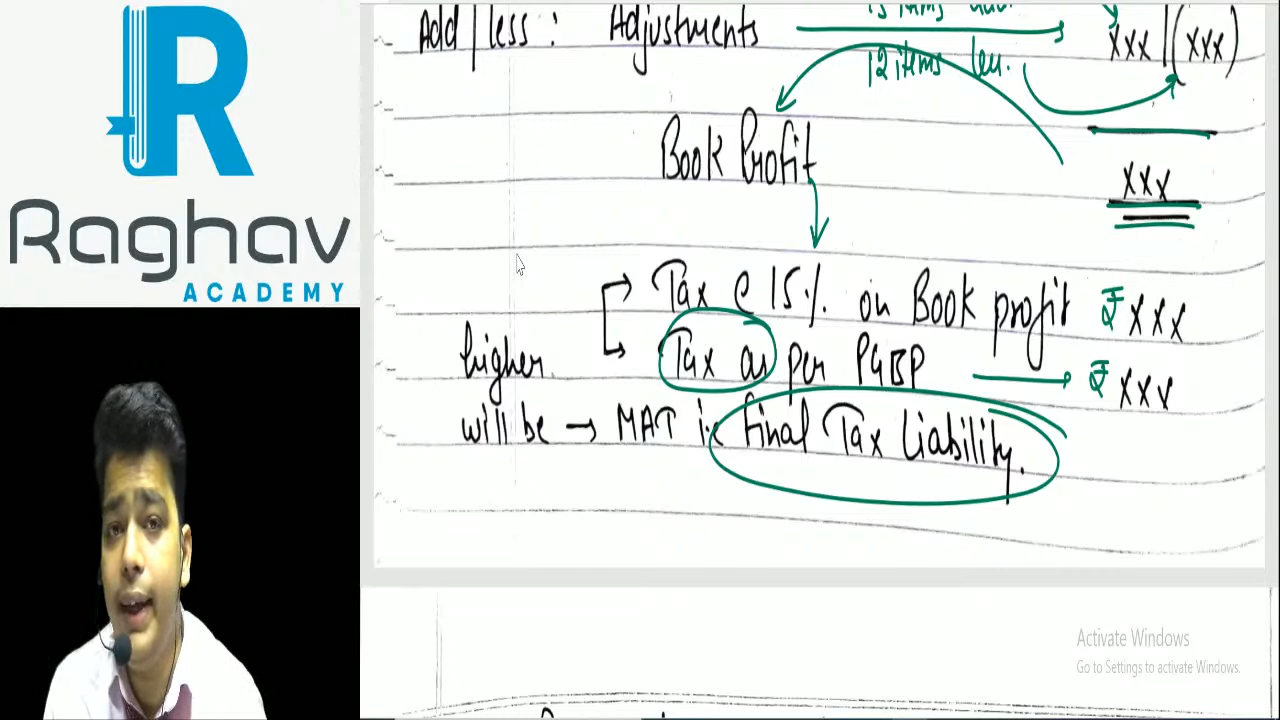 Raghav
ACADEMY
Add/less : Adjustments
xxx/(xxx)
12 items
Book Profit
xxx
Tax @ 15% on Book profit ₹ xxx
higher
Tax as per PGBP ₹ xxx
will be → MAT i.e final Tax liability.
Activate Windows
Go to Settings to activate Windows.